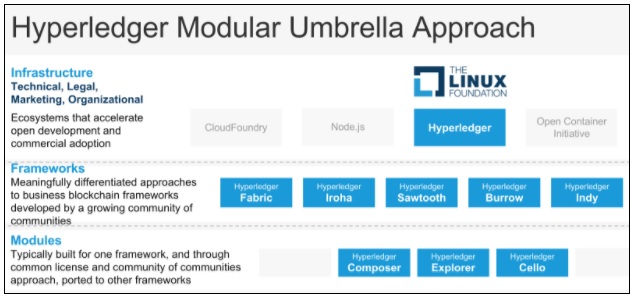 Hyperledger Modular Umbrella Approach
Infrastructure
Technical, Legal,
Marketing, Organizational
Ecosystems that accelerate
open development and
commercial adoption
THE
LINUX
FOUNDATION
CloudFoundry
Node.js
Hyperledger
Open Container
Initiative
Frameworks
Meaningfully differentiated approaches
to business blockchain frameworks
developed by a growing community of
communities
Hyperledger
Fabric
Hyperledger
Iroha
Hyperledger
Sawtooth
Hyperledger
Burrow
Hyperledger
Indy
Modules
Typically built for one framework, and through
common license and community of communities
approach, ported to other frameworks
Hyperledger
Composer
Hyperledger
Explorer
Hyperledger
Cello